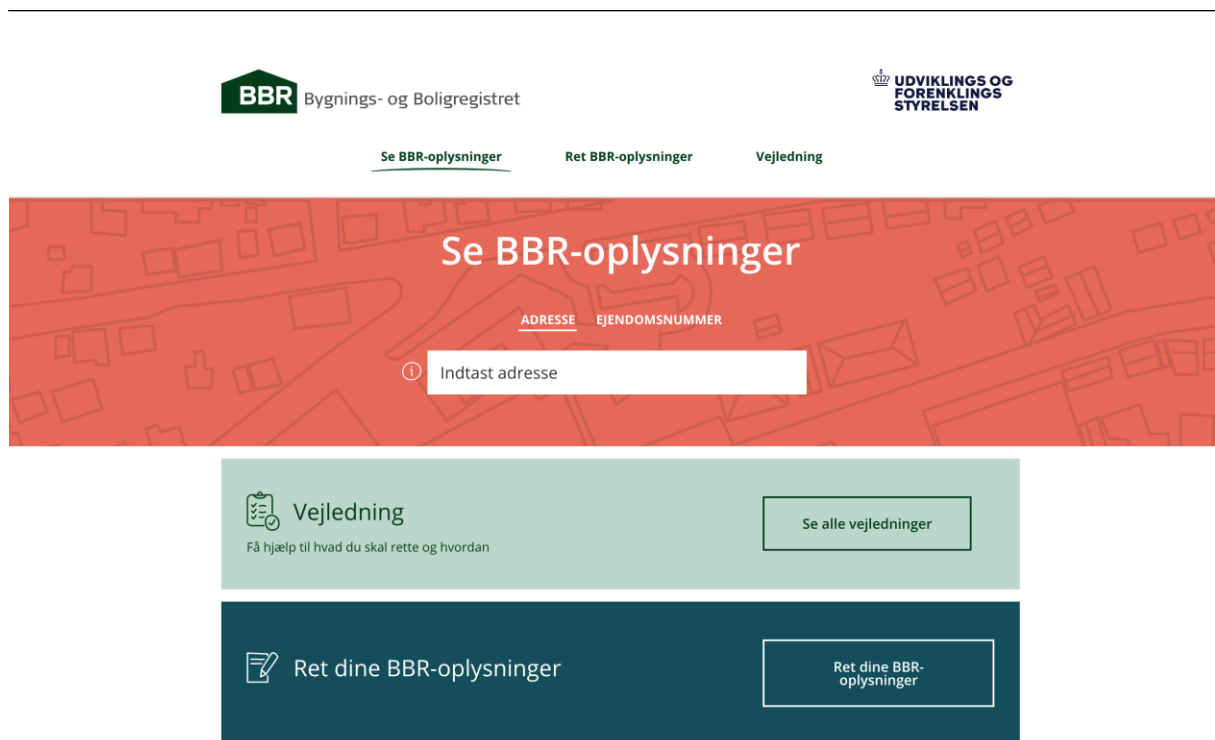 BBR Bygnings- og Boligregistret
UDVIKLINGS OG
FORENKLINGS
STYRELSEN
Se BBR-oplysninger Ret BBR-oplysninger Vejledning
Se BBR-oplysninger
ADRESSE EJENDOMSNUMMER
Indtast adresse
Vejledning
Få hjælp til hvad du skal rette og hvordan
Se alle vejledninger
Ret dine BBR-oplysninger
Ret dine BBR-
oplysninger